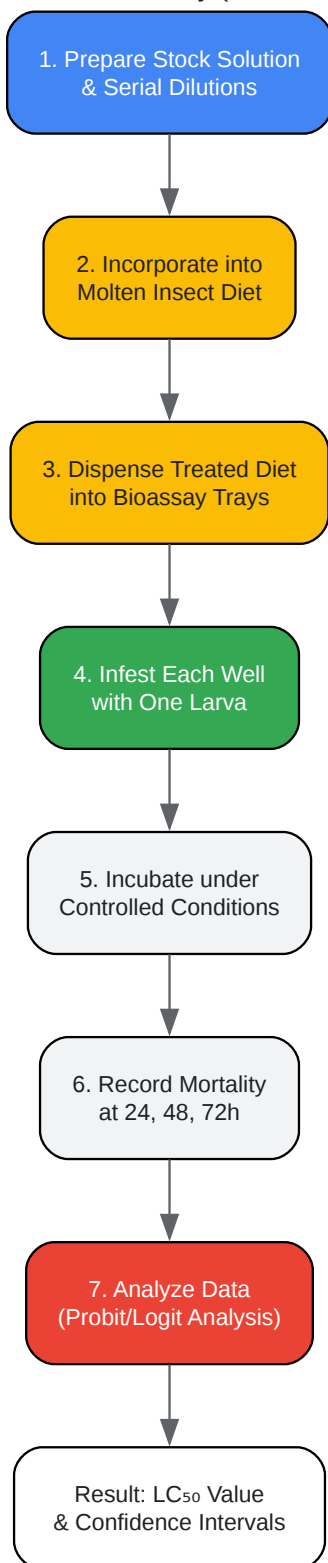 1. Prepare Stock Solution
& Serial Dilutions
2. Incorporate into
Molten Insect Diet
3. Dispense Treated Diet
into Bioassay Trays
4. Infest Each Well
with One Larva
5. Incubate under
Controlled Conditions
6. Record Mortality
at 24, 48, 72h
7. Analyze Data
(Probit/Logit Analysis)
Result: LC₅₀ Value
& Confidence Intervals